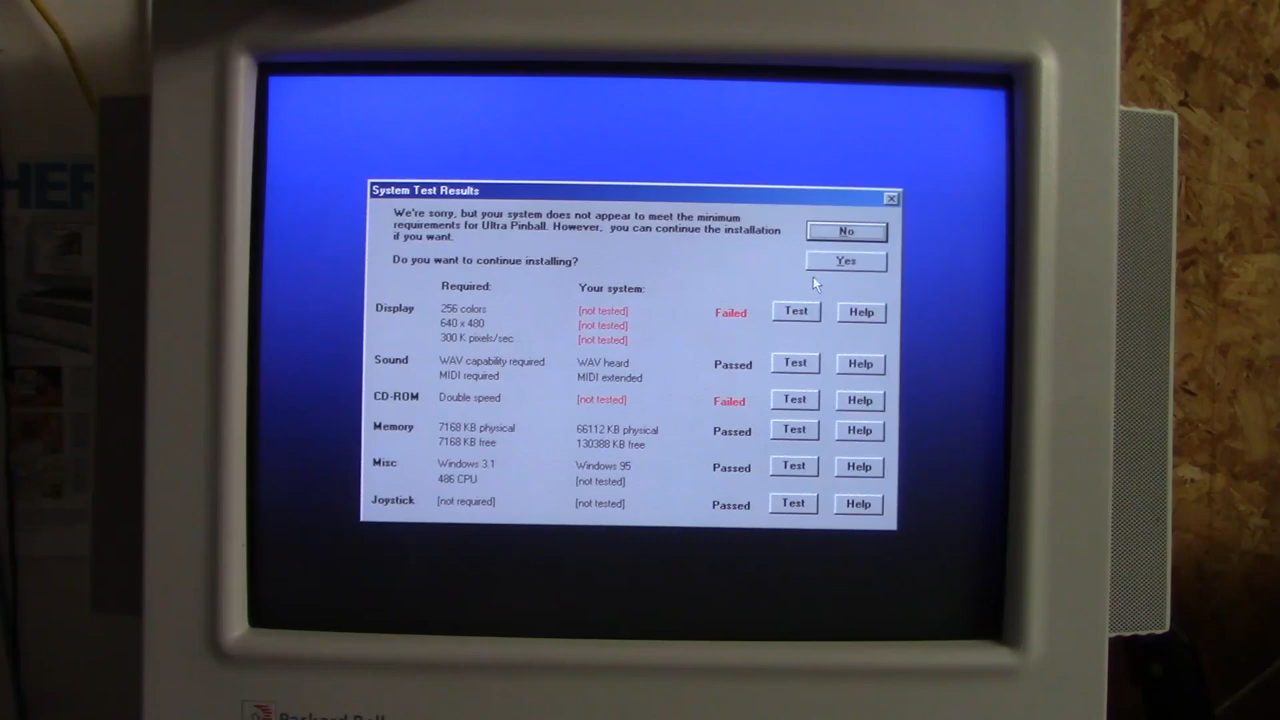 HER
System Test Results
We're sorry, but your system does not appear to meet the minimum
requirements for Ultra Pinball. However, you can continue the installation
if you want.
No
Do you want to continue installing?
Yes
Required: Your system:
Display 256 colors [not tested] Failed Test Help
640 x 480 [not tested]
300 K pixels/sec [not tested]
Sound WAV capability required WAV heard Passed Test Help
MIDI required MIDI extended
CD-ROM Double speed [not tested] Failed Test Help
Memory 7168 KB physical 66112 KB physical Passed Test Help
7168 KB free 130388 KB free
Misc Windows 3.1 Windows 95 Passed Test Help
486 CPU [not tested]
Joystick [not required] [not tested] Passed Test Help
Packard Bell